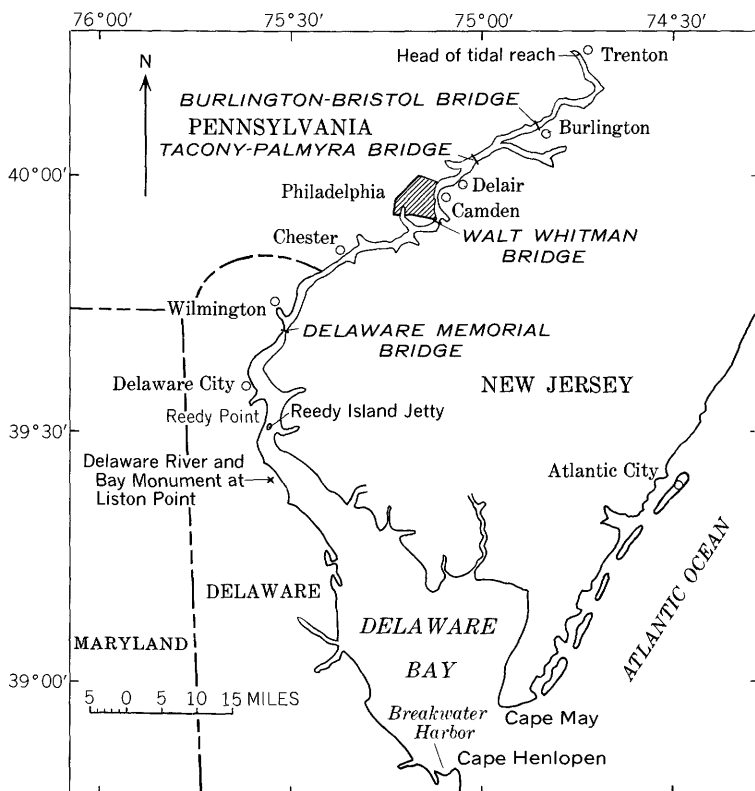 76°00'
75°30'
75°00'
74°30'
N
Head of tidal reach
Trenton
BURLINGTON-BRISTOL BRIDGE
PENNSYLVANIA
Burlington
TACONY-PALMYRA BRIDGE
40°00'
Philadelphia
Delair
Camden
Chester
WALT WHITMAN
BRIDGE
Wilmington
DELAWARE MEMORIAL
BRIDGE
Delaware City
NEW JERSEY
Reedy Point
Reedy Island Jetty
39°30'
Delaware River and
Bay Monument at
Liston Point
Atlantic City
DELAWARE
DELAWARE
BAY
ATLANTIC OCEAN
MARYLAND
39°00'
5 0 5 10 15 MILES
Breakwater
Harbor
Cape May
Cape Henlopen